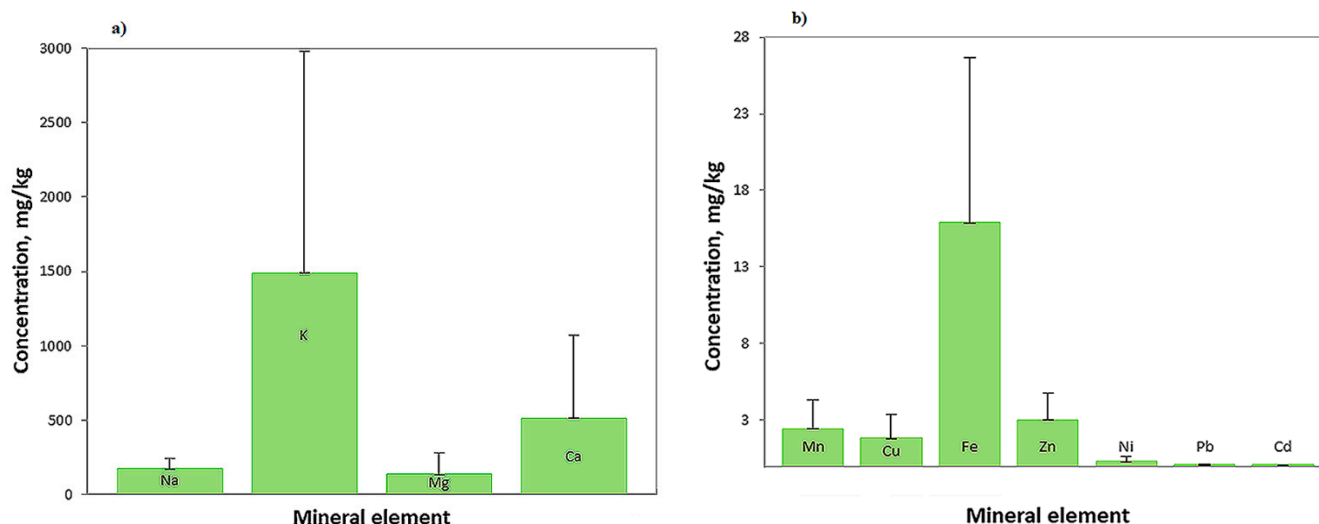 a)
3000
2500
2000
1500
1000
500
0
Concentration, mg/kg
Na
K
Mg
Ca
Mineral element
b)
28
23
18
13
8
3
Concentration, mg/kg
Mn
Cu
Fe
Zn
Ni
Pb
Cd
Mineral element